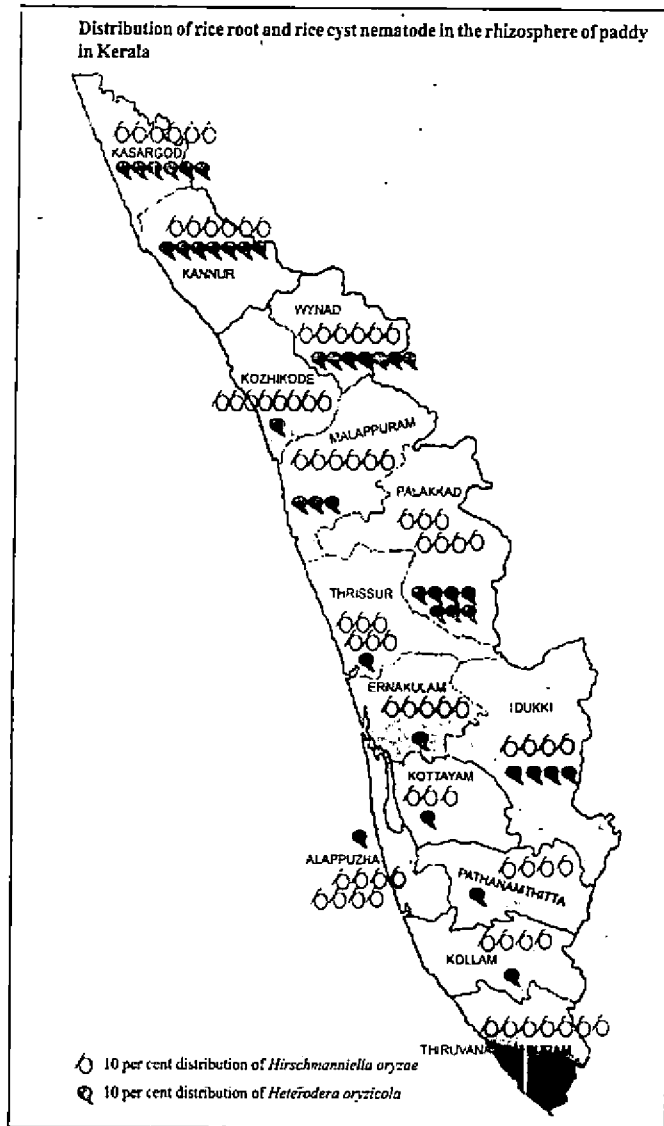 Distribution of rice root and rice cyst nematode in the rhizosphere of paddy
in Kerala
KASARGOD
KANNUR
WYNAD
KOZHIKODE
MALAPPURAM
PALAKKAD
THRISSUR
ERNAKULAM
IDUKKI
KOTTAYAM
ALAPPUZHA
PATHANAMTHITTA
KOLLAM
10 per cent distribution of Hirschmanniella oryzae
10 per cent distribution of Heterodera oryzicola